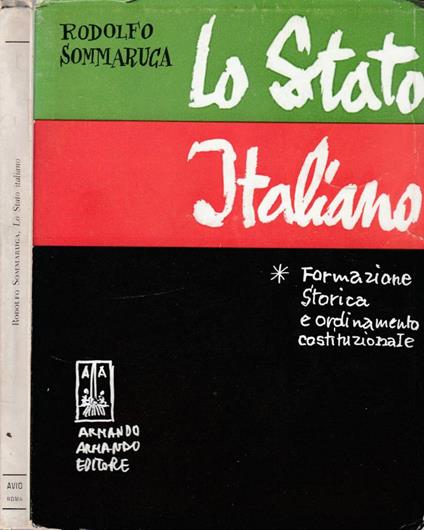 RODOLFO
SOMMARUGA
Lo Stato
Italiano
* Formazione
Storica
e ordinamento
costituzionale
A A
ARMANDO
ARMANDO
EDITORE
RODOLFO SOMMARUGA, Lo Stato italiano
AVIO
ROMA